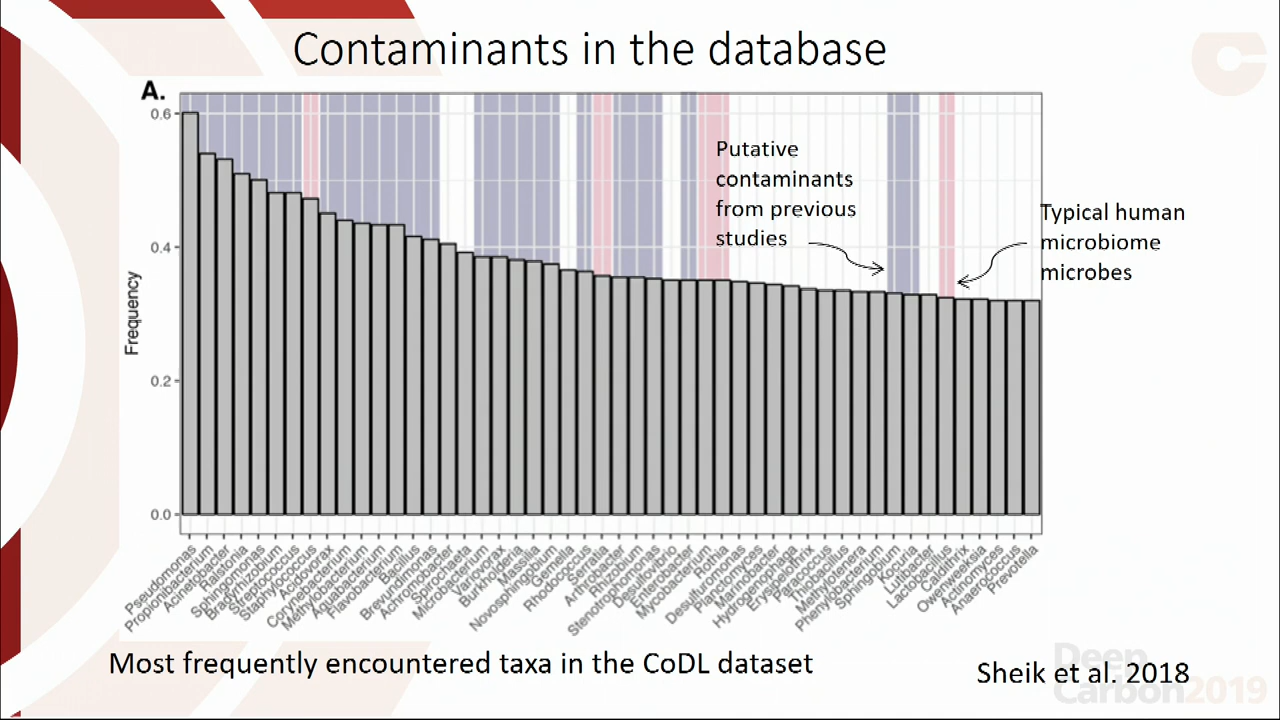 Contaminants in the database
A.
0.6
0.4
0.2
0.0
Frequency
Putative
contaminants
from previous
studies
Typical human
microbiome
microbes
Pseudomonas
Propionibacterium
Acinetobacter
Ralstonia
Sphingomonas
Bradyrhizobium
Streptococcus
Staphylococcus
Acidovorax
Corynebacterium
Methylobacterium
Aquabacterium
Flavobacterium
Bacillus
Brevundimonas
Achromobacter
Spirochaeta
Microbacterium
Variovorax
Burkholderia
Massilia
Novosphingobium
Gemella
Rhodococcus
Serratia
Arthrobacter
Rhizobium
Stenotrophomonas
Desulfovibrio
Enterobacter
Mycobacterium
Rothia
Desulfuromonas
Planctomyces
Marinobacter
Hydrogenophaga
Erysipelothrix
Paracoccus
Thiobacillus
Methylotenera
Phenylobacterium
Sphingobium
Kocuria
Lutibacter
Lactobacillus
Caldithrix
Owenweeksia
Actinomyces
Anaerococcus
Prevotella
Most frequently encountered taxa in the CoDL dataset
Sheik et al. 2018
Deep
Carbon2019